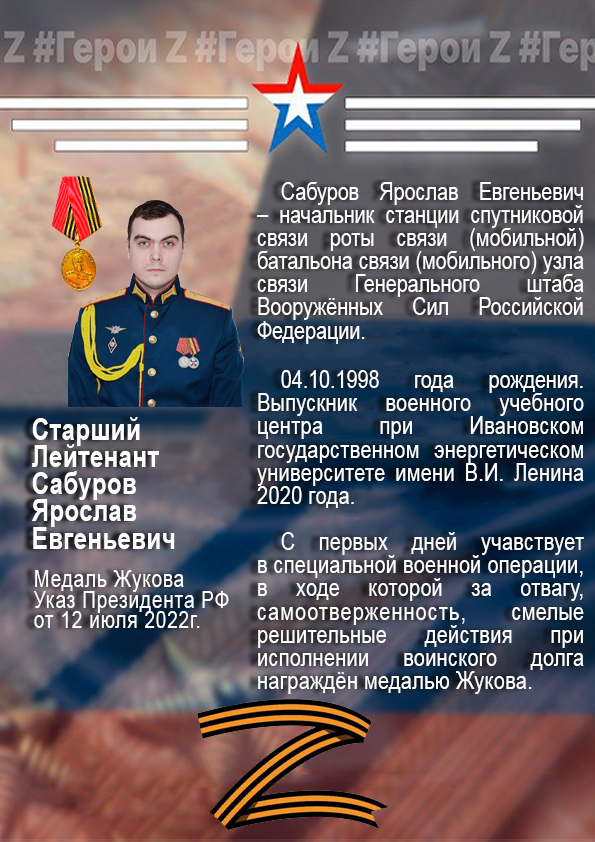 Z #Герои Z #Герои Z #Герои Z #Гер
Сабуров Ярослав Евгеньевич
– начальник станции спутниковой
связи роты связи (мобильной)
батальона связи (мобильного) узла
связи Генерального штаба
Вооружённых Сил Российской
Федерации.
04.10.1998 года рождения.
Выпускник военного учебного
центра при Ивановском
государственном энергетическом
университете имени В.И. Ленина
2020 года.
С первых дней учавствует
в специальной военной операции,
в ходе которой за отвагу,
самоотверженность, смелые
решительные действия при
исполнении воинского долга
награждён медалью Жукова.
Старший
Лейтенант
Сабуров
Ярослав
Евгеньевич
Медаль Жукова
Указ Президента РФ
от 12 июля 2022г.
Z